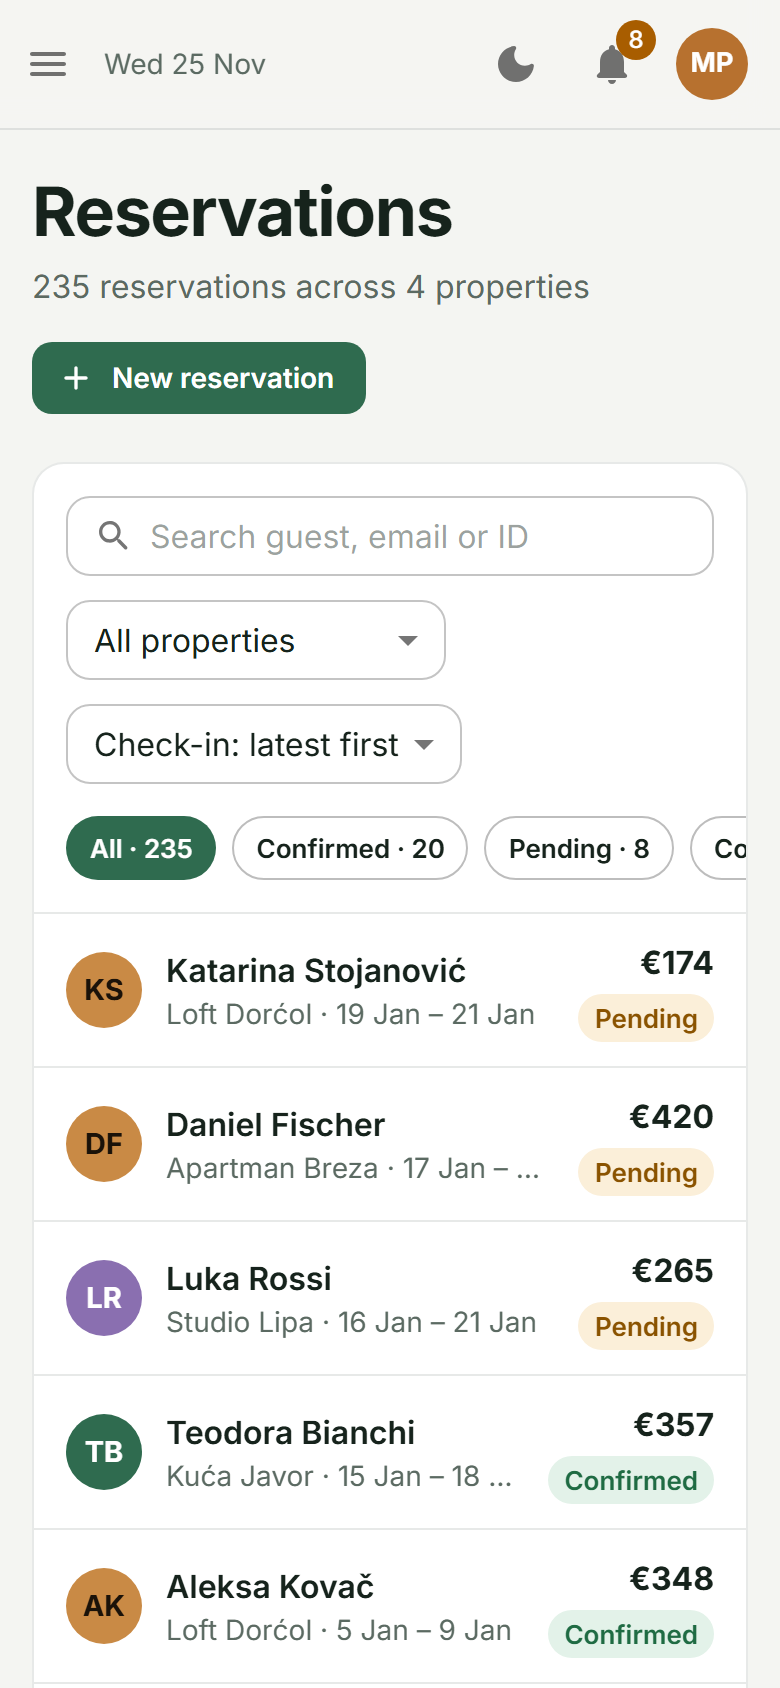 Wed 25 Nov
8
MP
Reservations
235 reservations across 4 properties
New reservation
Search guest, email or ID
All properties
Check-in: latest first
All · 235
Confirmed · 20
Pending · 8
Co
KS
Katarina Stojanović
€174
Loft Dorćol · 19 Jan – 21 Jan
Pending
DF
Daniel Fischer
€420
Apartman Breza · 17 Jan – ...
Pending
LR
Luka Rossi
€265
Studio Lipa · 16 Jan – 21 Jan
Pending
TB
Teodora Bianchi
€357
Kuća Javor · 15 Jan – 18 ...
Confirmed
AK
Aleksa Kovač
€348
Loft Dorćol · 5 Jan – 9 Jan
Confirmed